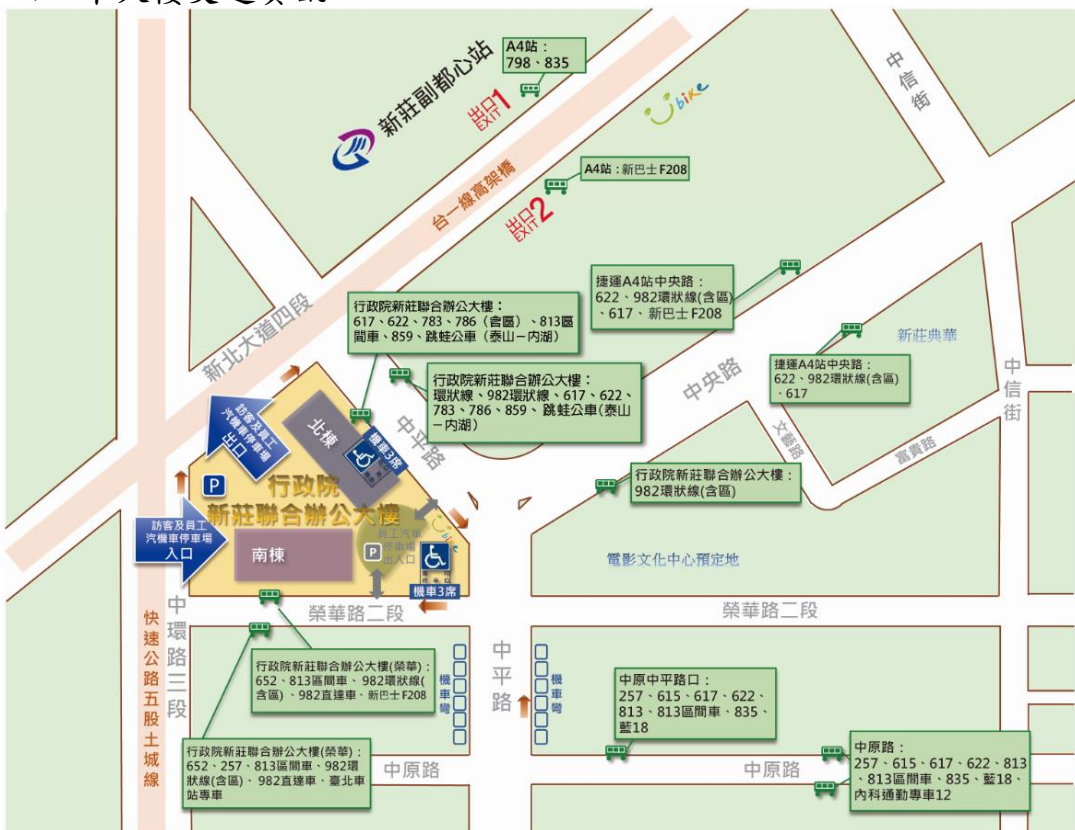 A4站：
798、835
新莊副都心站
出口1
EXIT
bike
中信街
台一線高架橋
A4站：新巴士F208
出口2
EXIT
捷運A4站中央路：
622、982環狀線(含區)
、617、新巴士F208
行政院新莊聯合辦公大樓：
617、622、783、786（含區）、813區
間車、859、跳蛙公車（泰山－內湖）
新莊典華
捷運A4站中央路：
622、982環狀線(含區)
、617
新北大道四段
行政院新莊聯合辦公大樓：
環狀線、982環狀線、617、622、
783、786、859、跳蛙公車(泰山
－內湖)
中央路
中信街
訪客及員工
汽機車停車場
出口
北棟
機車3席
中平路
文藝路
富貴路
P
行政院
新莊聯合辦公大樓
行政院新莊聯合辦公大樓：
982環狀線(含區)
訪客及員工
汽機車停車場
入口
南棟
P
員工汽車
停車場
出入口
bike
機車3席
電影文化中心預定地
榮華路二段
榮華路二段
中環路三段
快速公路五股土城線
行政院新莊聯合辦公大樓(榮華)：
652、813區間車、982環狀線
(含區)、982直達車、新巴士F208
機車彎
中平路
機車彎
中原中平路口：
257、615、617、622、
813、813區間車、835、
藍18
行政院新莊聯合辦公大樓(榮華)：
652、257、813區間車、982環
狀線(含區)、982直達車、臺北車
站專車
中原路
中原路
中原路：
257、615、617、622、813
、813區間車、835、藍18、
內科通勤專車12